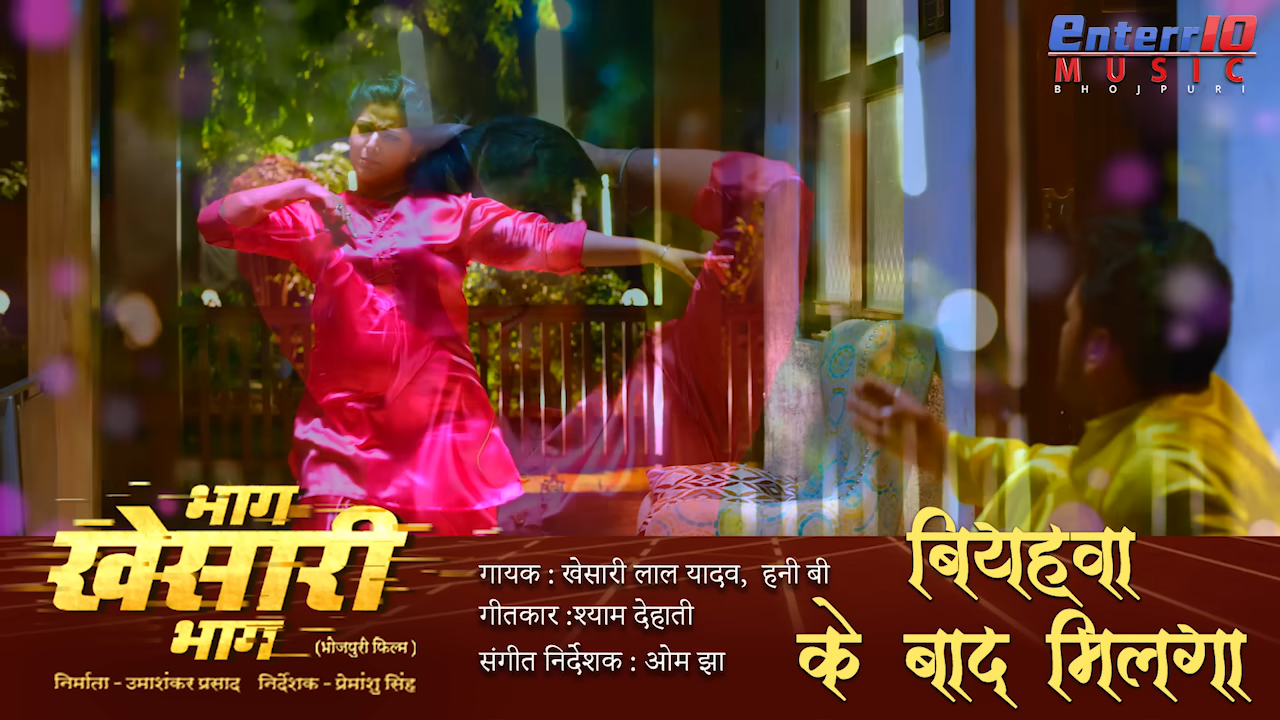 enterr10
MUSIC
BHOJPURI
भाग
खेसारी
भाग
(भोजपुरी फिल्म)
निर्माता - उमाशंकर प्रसाद निर्देशक - प्रेमांशु सिंह
गायक : खेसारी लाल यादव, हनी बी
गीतकार :श्याम देहाती
संगीत निर्देशक : ओम झा
बियहवा
के बाद मिलगा